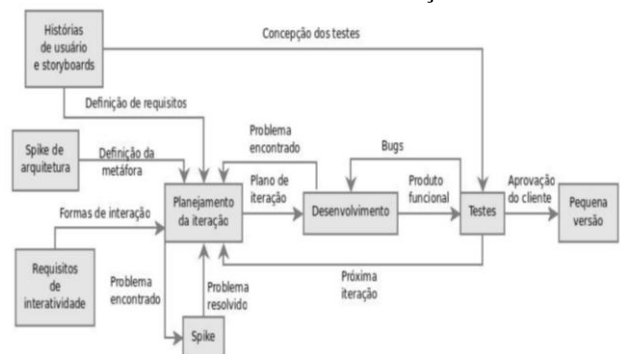 Histórias
de usuário
e storyboards
Concepção dos testes
Definição de requisitos
Spike de
arquitetura
Definição da
metáfora
Problema
encontrado
Bugs
Formas de interação
Planejamento
da iteração
Plano de
iteração
Desenvolvimento
Produto
funcional
Testes
Aprovação
do cliente
Pequena
versão
Requisitos
de
interatividade
Problema
encontrado
Problema
resolvido
Próxima
iteração
Spike